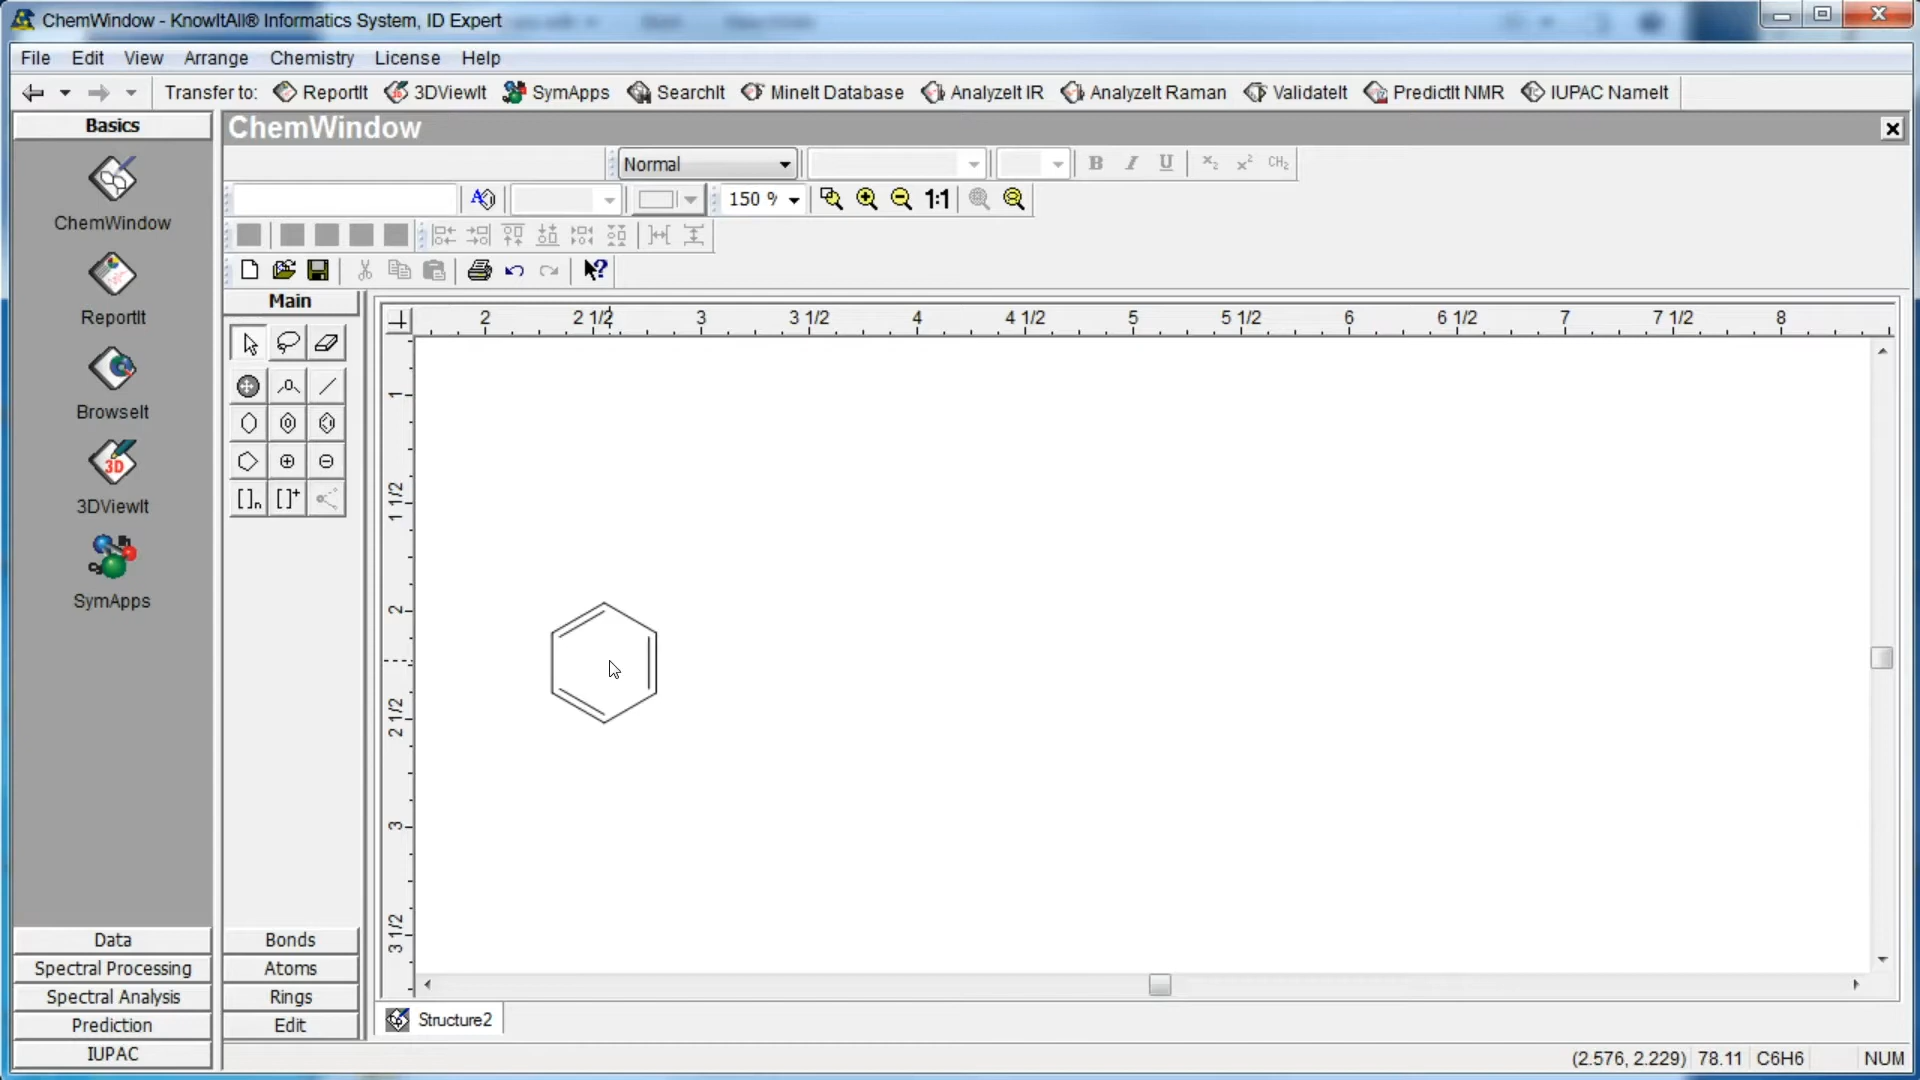 ChemWindow - KnowItAll® Informatics System, ID Expert
File Edit View Arrange Chemistry License Help
Transfer to: ReportIt 3DViewIt SymApps SearchIt MineIt Database AnalyzeIt IR AnalyzeIt Raman ValidateIt PredictIt NMR IUPAC NameIt
Basics
ChemWindow
ReportIt
BrowseIt
3D
3DViewIt
SymApps
Data
Spectral Processing
Spectral Analysis
Prediction
IUPAC
ChemWindow
Normal B I U X₂ X² CH₂
A 150 % 1:1
Main
[ ]n [ ]+
Bonds
Atoms
Rings
Edit
2 2 1/2 3 3 1/2 4 4 1/2 5 5 1/2 6 6 1/2 7 7 1/2 8
1
1 1/2
2
2 1/2
3
3 1/2
Structure2
(2.576, 2.229) 78.11 C6H6 NUM